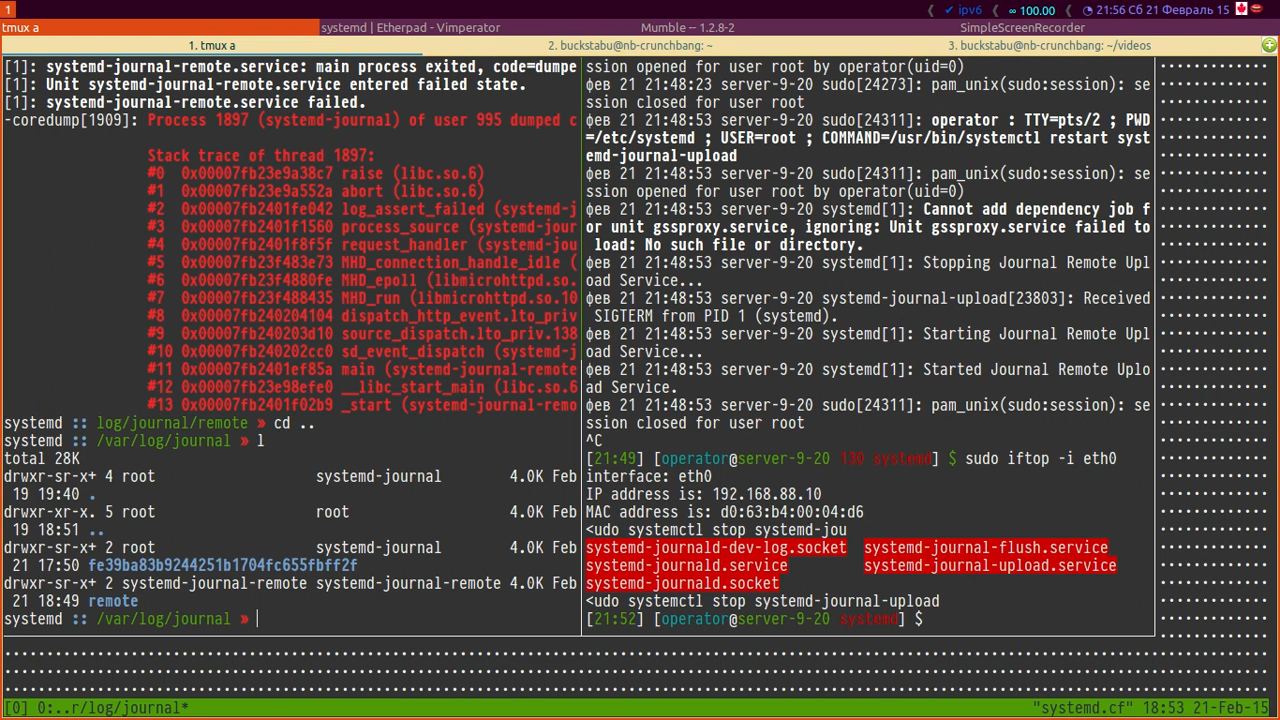 1
ipv6
∞ 100.00
21:56 Сб 21 Февраль 15
tmux a
systemd | Etherpad - Vimperator
Mumble -- 1.2.8-2
SimpleScreenRecorder
1. tmux a
2. buckstabu@nb-crunchbang: ~
3. buckstabu@nb-crunchbang: ~/videos
[1]: systemd-journal-remote.service: main process exited, code=dumpe
[1]: Unit systemd-journal-remote.service entered failed state.
[1]: systemd-journal-remote.service failed.
-coredump[1909]: Process 1897 (systemd-journal) of user 995 dumped c
Stack trace of thread 1897:
#0  0x00007fb23e9a38c7 raise (libc.so.6)
#1  0x00007fb23e9a552a abort (libc.so.6)
#2  0x00007fb2401fe042 log_assert_failed (systemd-j
#3  0x00007fb2401f1560 process_source (systemd-jour
#4  0x00007fb2401f8f5f request_handler (systemd-jou
#5  0x00007fb23f483e73 MHD_connection_handle_idle (
#6  0x00007fb23f4880fe MHD_epoll (libmicrohttpd.so.
#7  0x00007fb23f488435 MHD_run (libmicrohttpd.so.10
#8  0x00007fb240204104 dispatch_http_event.lto_priv
#9  0x00007fb240203d10 source_dispatch.lto_priv.138
#10 0x00007fb240202cc0 sd_event_dispatch (systemd-j
#11 0x00007fb2401ef85a main (systemd-journal-remote
#12 0x00007fb23e98efe0 __libc_start_main (libc.so.6
#13 0x00007fb2401f02b9 _start (systemd-journal-remo
systemd :: log/journal/remote » cd ..
systemd :: /var/log/journal » l
total 28K
drwxr-sr-x+ 4 root                   systemd-journal        4.0K Feb
 19 19:40 .
drwxr-xr-x. 5 root                   root                   4.0K Feb
 19 18:51 ..
drwxr-sr-x+ 2 root                   systemd-journal        4.0K Feb
 21 17:50 fe39ba83b9244251b1704fc655fbff2f
drwxr-sr-x+ 2 systemd-journal-remote systemd-journal-remote 4.0K Feb
 21 18:49 remote
systemd :: /var/log/journal »
ssion opened for user root by operator(uid=0)
фев 21 21:48:23 server-9-20 sudo[24273]: pam_unix(sudo:session): se
ssion closed for user root
фев 21 21:48:53 server-9-20 sudo[24311]: operator : TTY=pts/2 ; PWD
=/etc/systemd ; USER=root ; COMMAND=/usr/bin/systemctl restart syst
emd-journal-upload
фев 21 21:48:53 server-9-20 sudo[24311]: pam_unix(sudo:session): se
ssion opened for user root by operator(uid=0)
фев 21 21:48:53 server-9-20 systemd[1]: Cannot add dependency job f
or unit gssproxy.service, ignoring: Unit gssproxy.service failed to
 load: No such file or directory.
фев 21 21:48:53 server-9-20 systemd[1]: Stopping Journal Remote Upl
oad Service...
фев 21 21:48:53 server-9-20 systemd-journal-upload[23803]: Received
 SIGTERM from PID 1 (systemd).
фев 21 21:48:53 server-9-20 systemd[1]: Starting Journal Remote Upl
oad Service...
фев 21 21:48:53 server-9-20 systemd[1]: Started Journal Remote Uplo
ad Service.
фев 21 21:48:53 server-9-20 sudo[24311]: pam_unix(sudo:session): se
ssion closed for user root
^C
[21:49] [operator@server-9-20 130 systemd] $ sudo iftop -i eth0
interface: eth0
IP address is: 192.168.88.10
MAC address is: d0:63:b4:00:04:d6
<udo systemctl stop systemd-jou
systemd-journald-dev-log.socket  systemd-journal-flush.service
systemd-journald.service         systemd-journal-upload.service
systemd-journald.socket
<udo systemctl stop systemd-journal-upload
[21:52] [operator@server-9-20 systemd] $
[0] 0:..r/log/journal*
"systemd.cf" 18:53 21-Feb-15